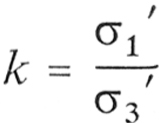 k = σ₁′ / σ₃′